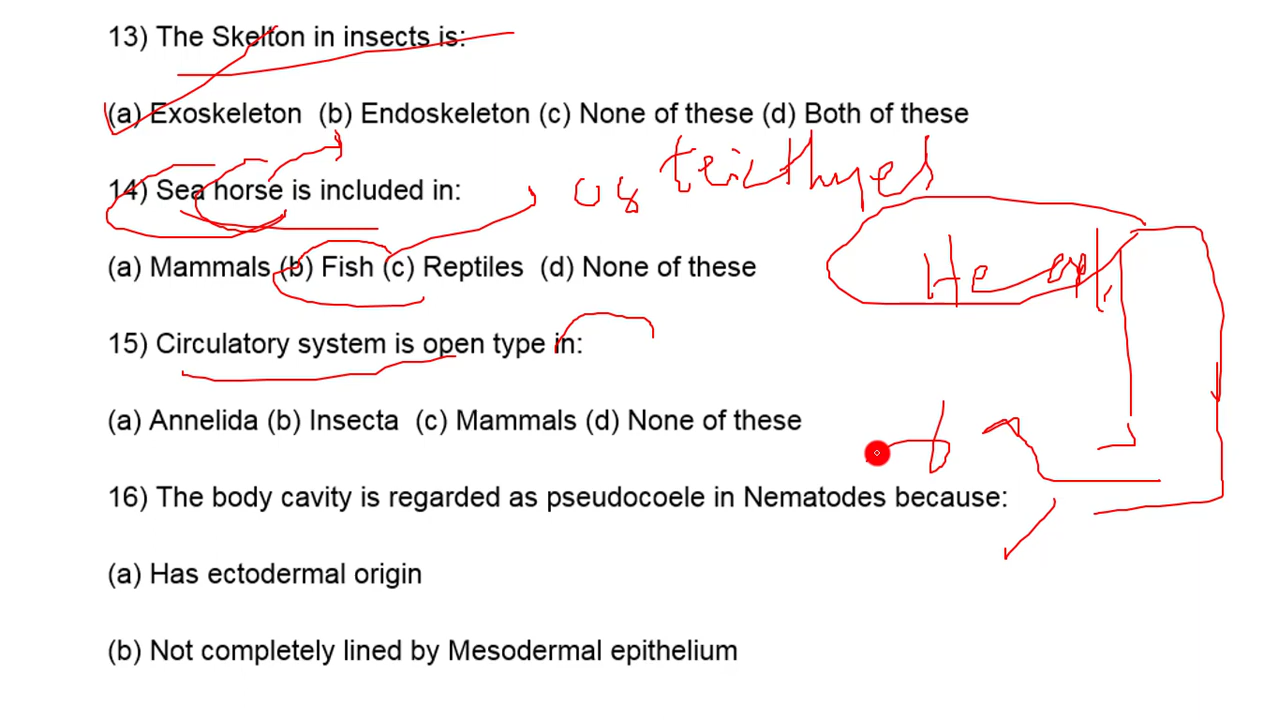 13) The Skelton in insects is:
(a) Exoskeleton (b) Endoskeleton (c) None of these (d) Both of these
14) Sea horse is included in:
(a) Mammals (b) Fish (c) Reptiles (d) None of these
15) Circulatory system is open type in:
(a) Annelida (b) Insecta (c) Mammals (d) None of these
16) The body cavity is regarded as pseudocoele in Nematodes because:
(a) Has ectodermal origin
(b) Not completely lined by Mesodermal epithelium